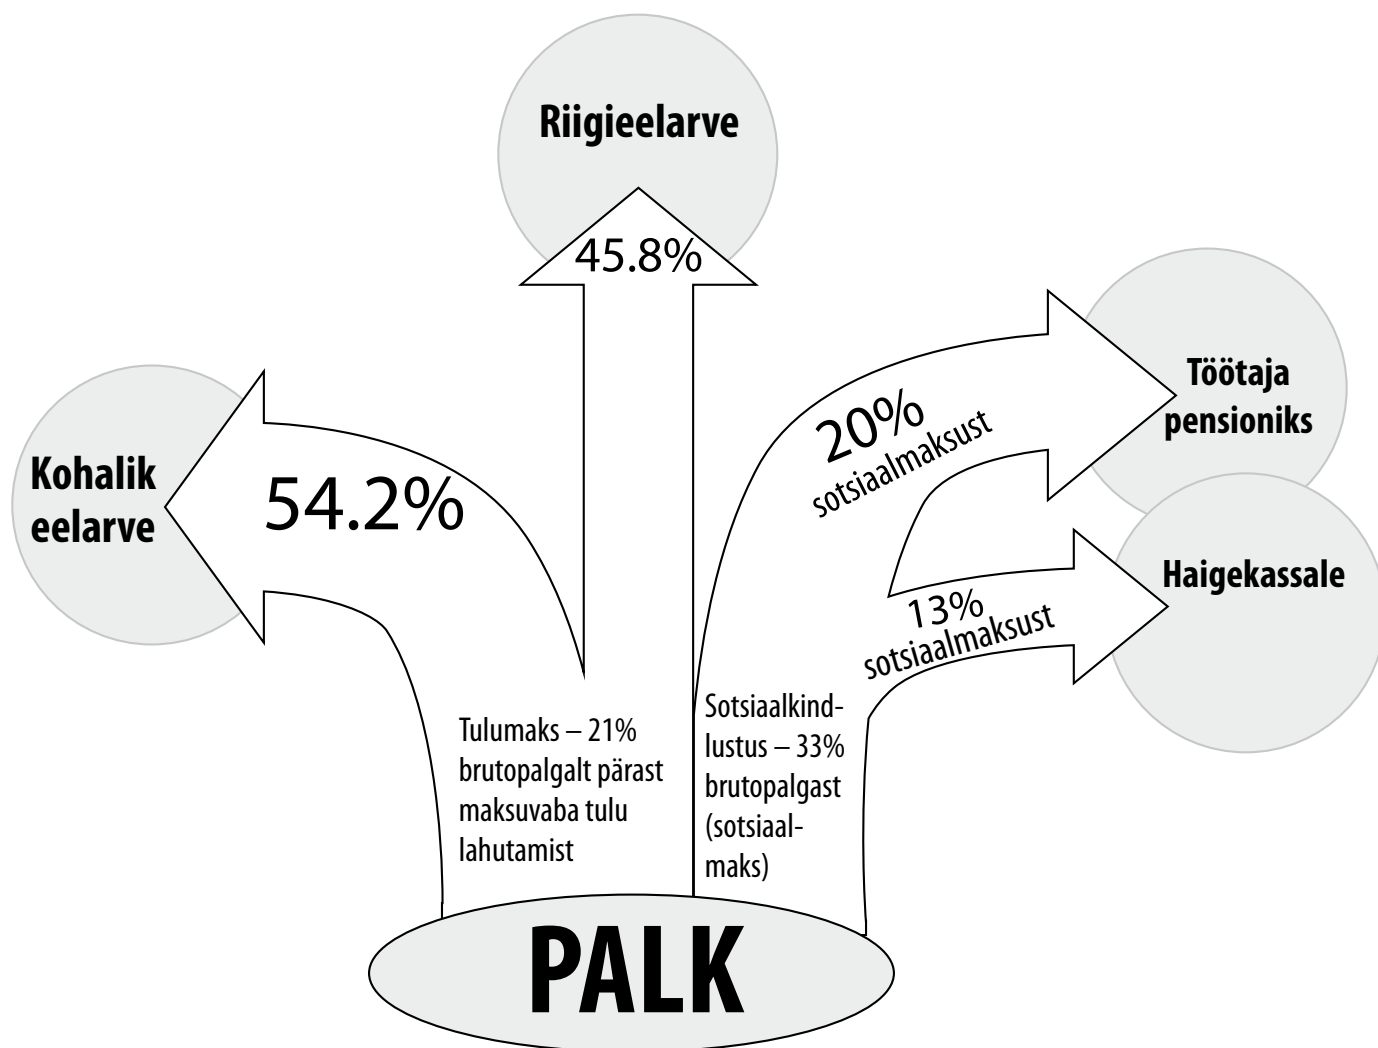 Riigieelarve
45.8%
Kohalik
eelarve
54.2%
20%
sotsiaalmaksust
Töötaja
pensioniks
13%
sotsiaalmaksust
Haigekassale
Tulumaks – 21%
brutopalgalt pärast
maksuvaba tulu
lahutamist
Sotsiaalkind-
lustus – 33%
brutopalgast
(sotsiaal-
maks)
PALK